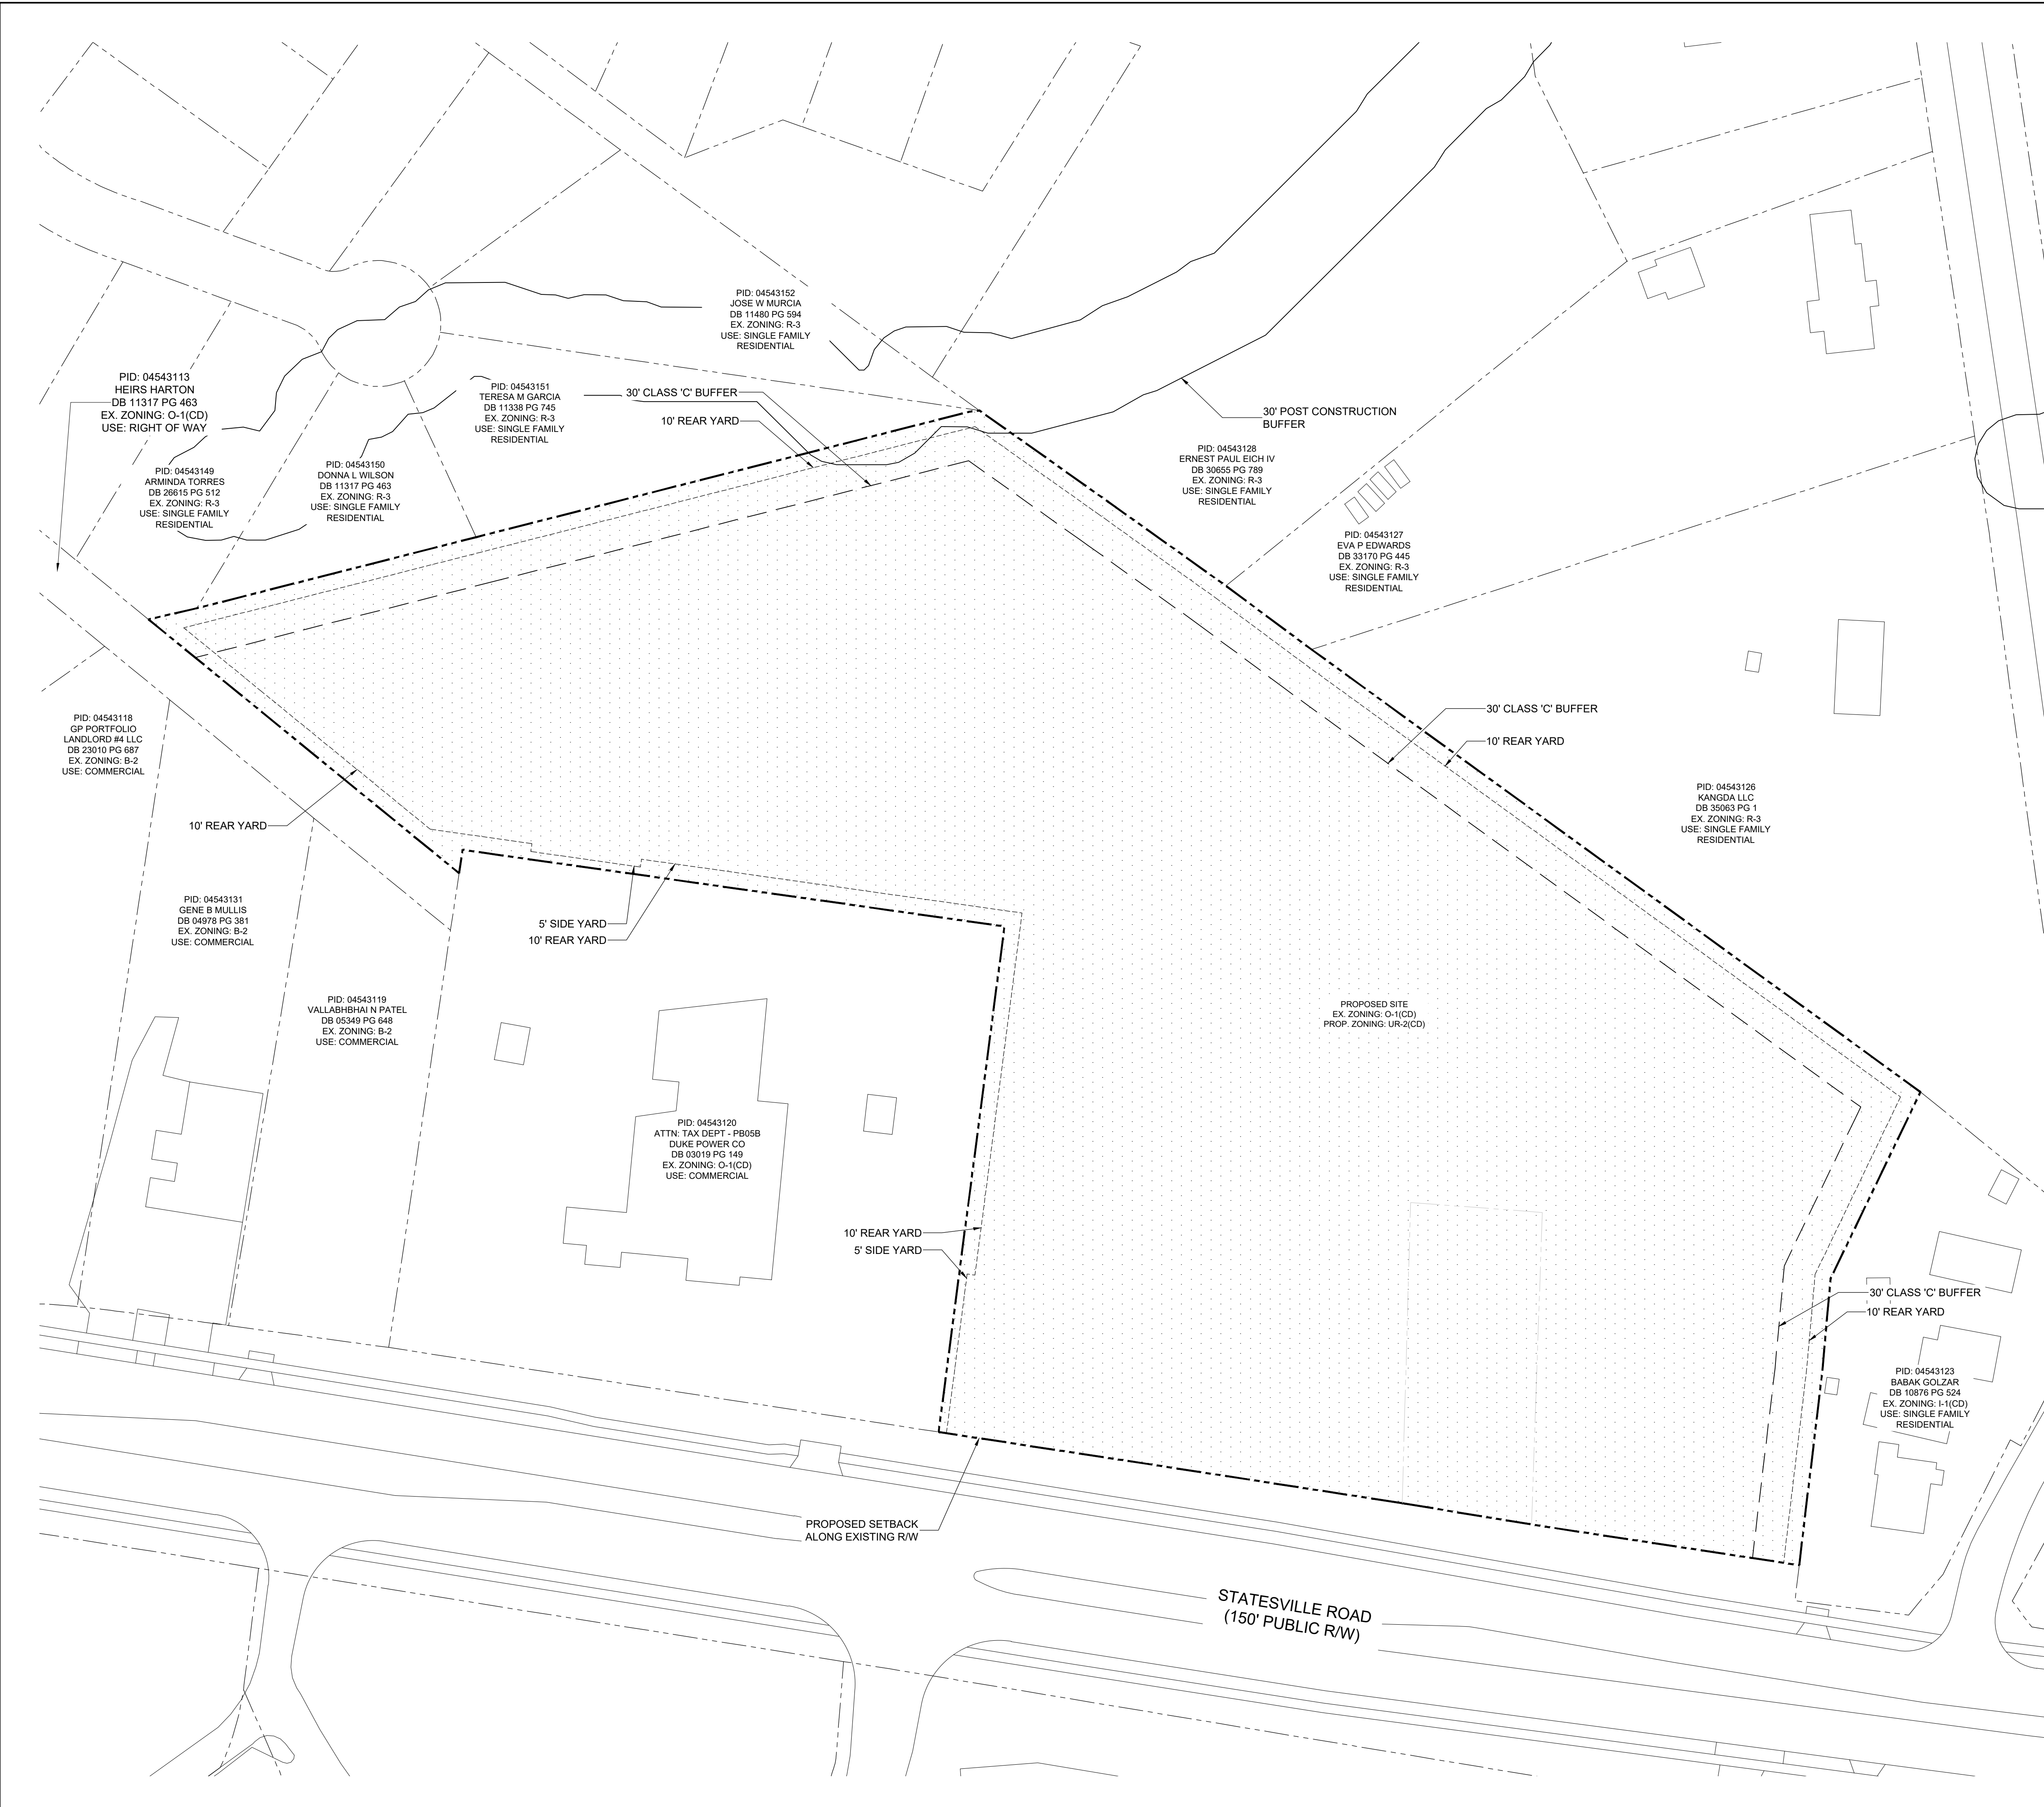 PID: 04543152
JOSE W MURCIA
DB 11480 PG 594
EX. ZONING: R-3
USE: SINGLE FAMILY
RESIDENTIAL
PID: 04543113
HEIRS HARTON
DB 11317 PG 463
EX. ZONING: O-1(CD)
USE: RIGHT OF WAY
PID: 04543151
TERESA M GARCIA
DB 11338 PG 745
EX. ZONING: R-3
USE: SINGLE FAMILY
RESIDENTIAL
30' CLASS 'C' BUFFER
10' REAR YARD
30' POST CONSTRUCTION
BUFFER
PID: 04543149
ARMINDA TORRES
DB 26615 PG 512
EX. ZONING: R-3
USE: SINGLE FAMILY
RESIDENTIAL
PID: 04543150
DONNA L WILSON
DB 11317 PG 463
EX. ZONING: R-3
USE: SINGLE FAMILY
RESIDENTIAL
PID: 04543128
ERNEST PAUL EICH IV
DB 30655 PG 789
EX. ZONING: R-3
USE: SINGLE FAMILY
RESIDENTIAL
PID: 04543127
EVA P EDWARDS
DB 33170 PG 445
EX. ZONING: R-3
USE: SINGLE FAMILY
RESIDENTIAL
PID: 04543118
GP PORTFOLIO
LANDLORD #4 LLC
DB 23010 PG 687
EX. ZONING: B-2
USE: COMMERCIAL
30' CLASS 'C' BUFFER
10' REAR YARD
PID: 04543126
KANGDA LLC
DB 35063 PG 1
EX. ZONING: R-3
USE: SINGLE FAMILY
RESIDENTIAL
10' REAR YARD
PID: 04543131
GENE B MULLIS
DB 04978 PG 381
EX. ZONING: B-2
USE: COMMERCIAL
5' SIDE YARD
10' REAR YARD
PID: 04543119
VALLABHBHAI N PATEL
DB 05349 PG 648
EX. ZONING: B-2
USE: COMMERCIAL
PROPOSED SITE
EX. ZONING: O-1(CD)
PROP. ZONING: UR-2(CD)
PID: 04543120
ATTN: TAX DEPT - PB05B
DUKE POWER CO
DB 03019 PG 149
EX. ZONING: O-1(CD)
USE: COMMERCIAL
10' REAR YARD
5' SIDE YARD
30' CLASS 'C' BUFFER
10' REAR YARD
PID: 04543123
BABAK GOLZAR
DB 10876 PG 524
EX. ZONING: I-1(CD)
USE: SINGLE FAMILY
RESIDENTIAL
PROPOSED SETBACK
ALONG EXISTING R/W
STATESVILLE ROAD
(150' PUBLIC R/W)